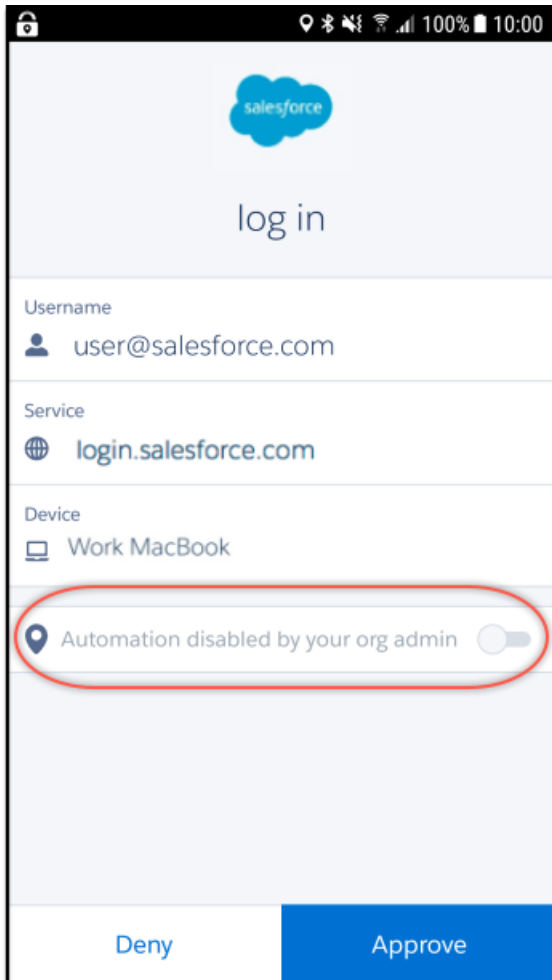 100% 10:00
salesforce
log in
Username
user@salesforce.com
Service
login.salesforce.com
Device
Work MacBook
Automation disabled by your org admin
Deny Approve